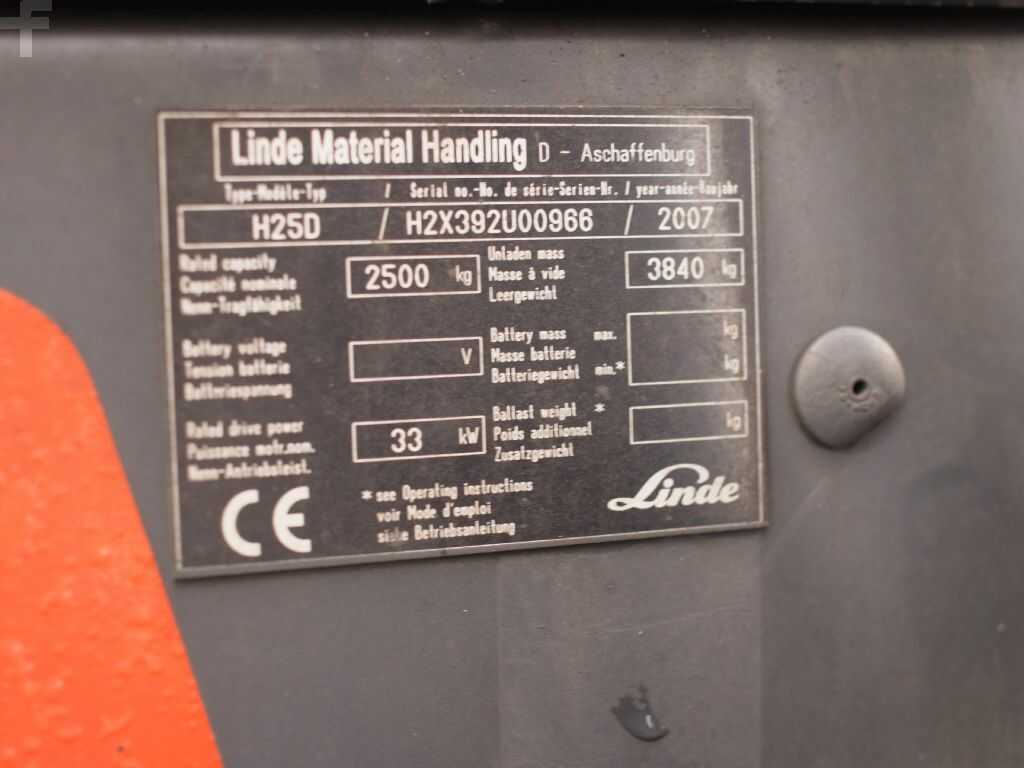 Linde Material Handling D - Aschaffenburg
Type-Modèle-Typ / Serial no.-No. de série-Serien-Nr. / year-année-Baujahr
H25D / H2X392U00966 / 2007
Rated capacity
Capacité nominale
Nenn-Tragfähigkeit
2500 kg
Unladen mass
Masse à vide
Leergewicht
3840 kg
Battery voltage
Tension batterie
Batteriespannung
V
Battery mass max. kg
Masse batterie
Batteriegewicht min.* kg
Rated drive power
Puissance motr.nom.
Nenn-Antriebsleist.
33 kW
Ballast weight *
Poids additionnel
Zusatzgewicht
kg
CE
* see Operating instructions
voir Mode d'emploi
siehe Betriebsanleitung
Linde